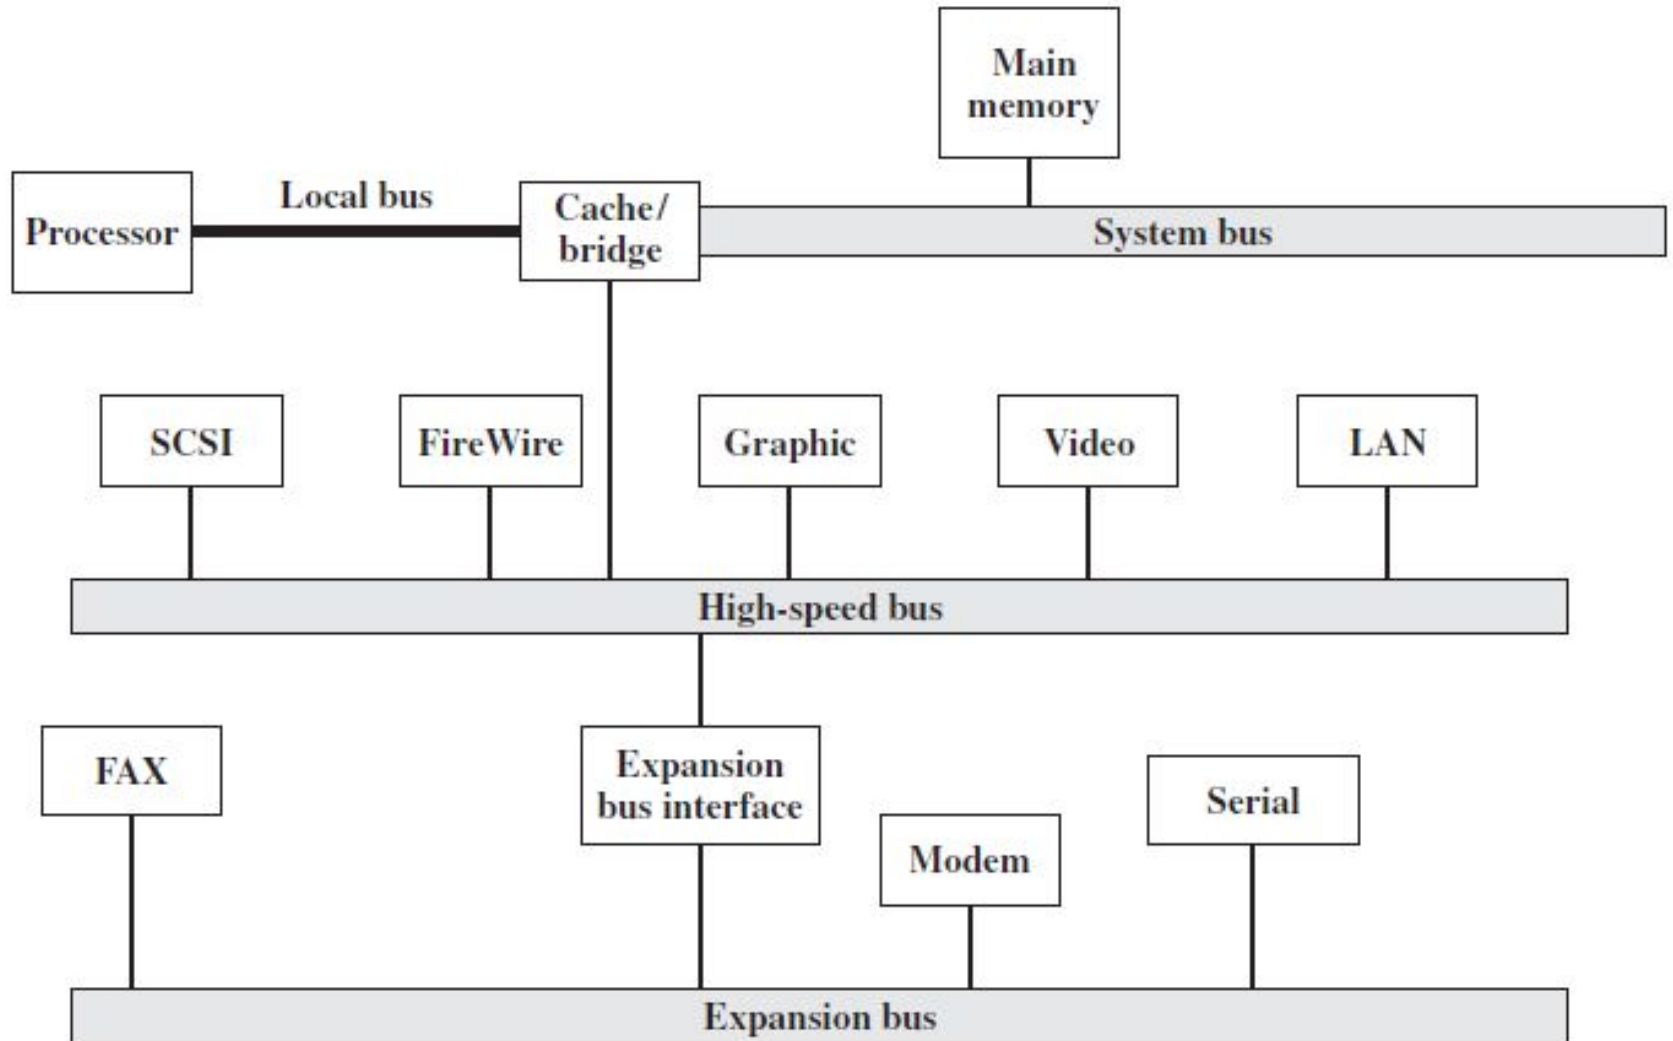 Main
memory
Local bus
Processor
Cache/
bridge
System bus
SCSI
FireWire
Graphic
Video
LAN
High-speed bus
FAX
Expansion
bus interface
Serial
Modem
Expansion bus